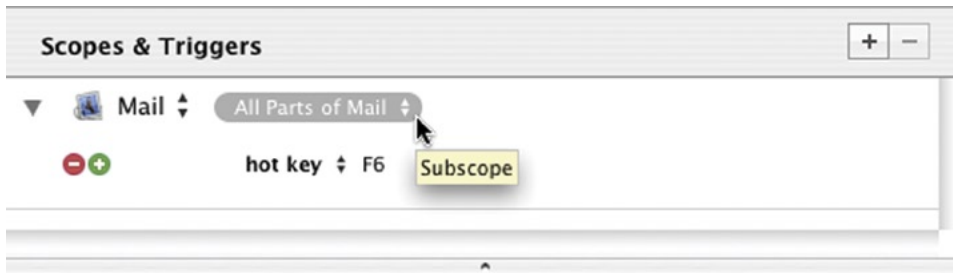 Scopes & Triggers + −
Mail All Parts of Mail
hot key F6 Subscope